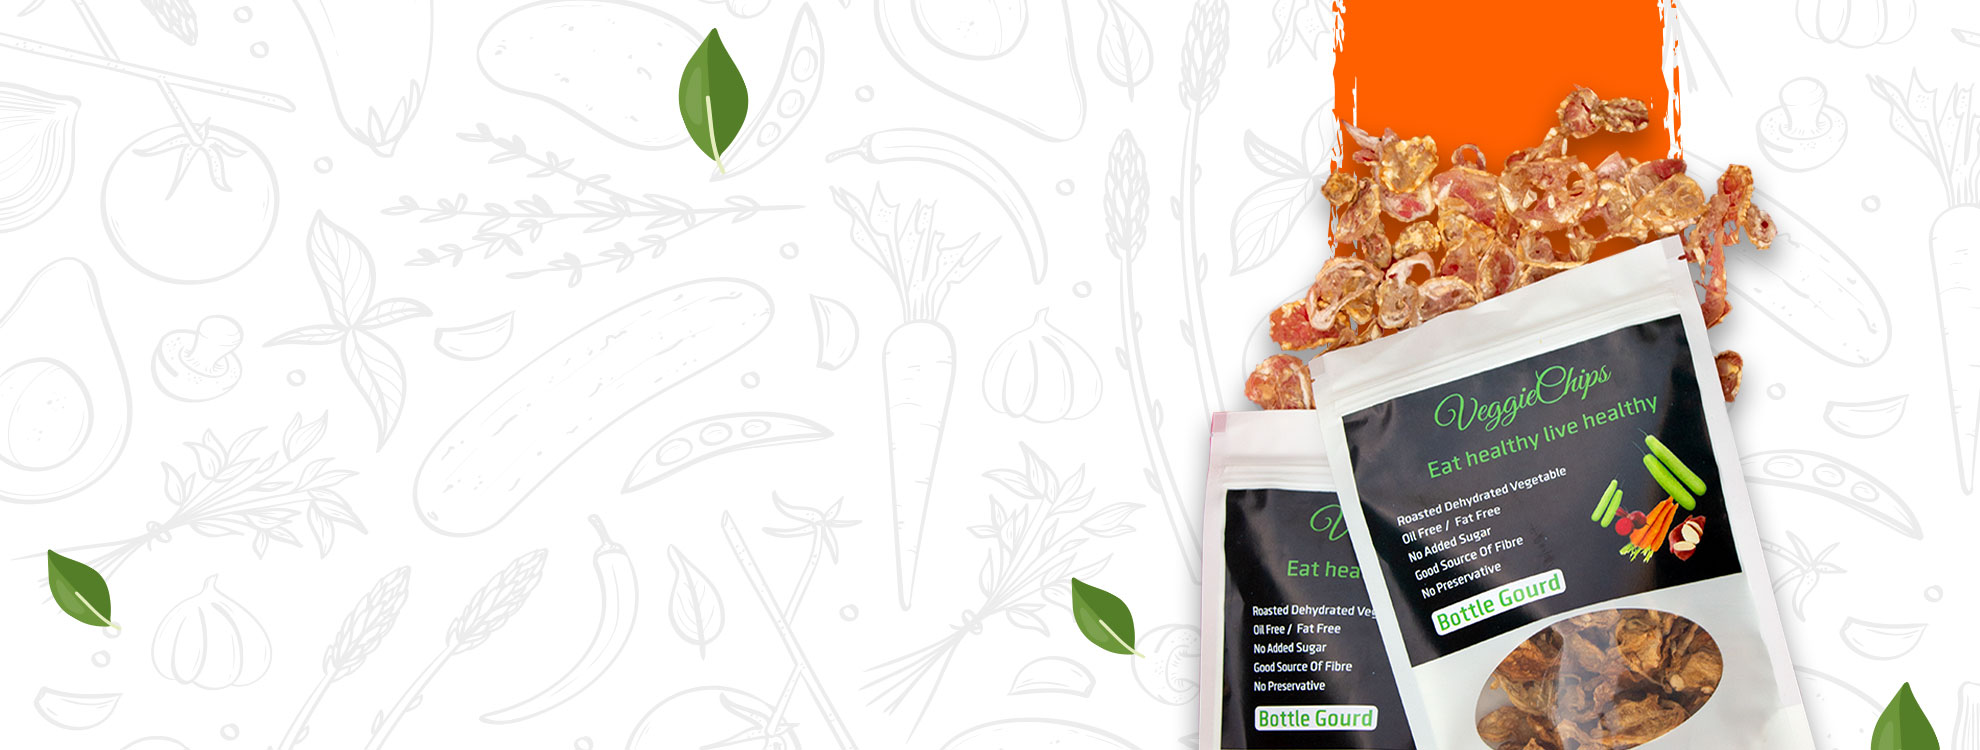 VeggieChips
Eat healthy live healthy
Roasted Dehydrated Vegetable
Oil Free / Fat Free
No Added Sugar
Good Source Of Fibre
No Preservative
Bottle Gourd
V
Eat hea
Roasted Dehydrated Veg
Oil Free / Fat Free
No Added Sugar
Good Source Of Fibre
No Preservative
Bottle Gourd